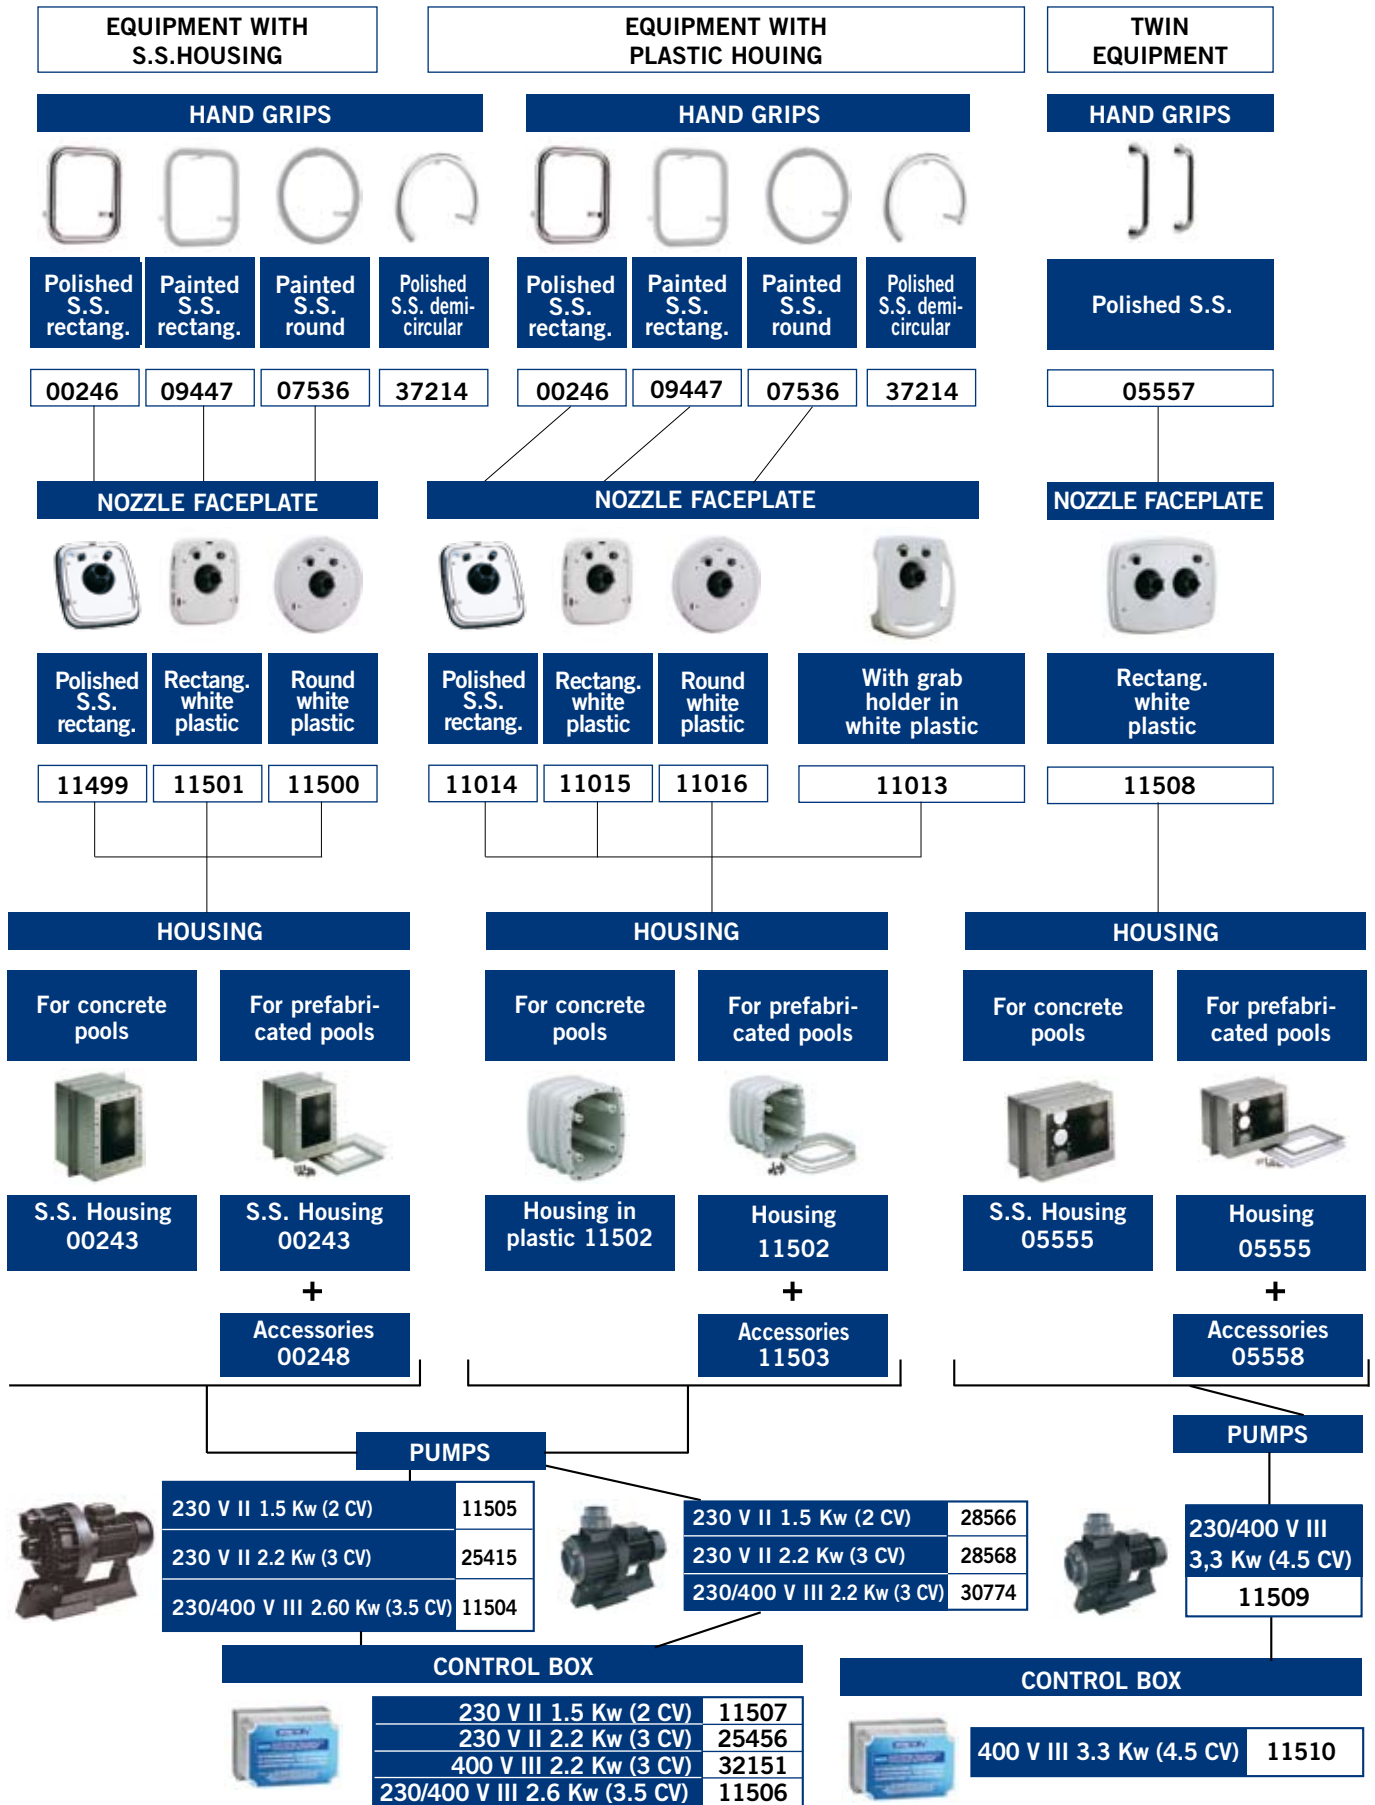 EQUIPMENT WITH
S.S.HOUSING
EQUIPMENT WITH
PLASTIC HOUING
TWIN
EQUIPMENT
HAND GRIPS
HAND GRIPS
HAND GRIPS
Polished
S.S.
rectang.
Painted
S.S.
rectang.
Painted
S.S.
round
Polished
S.S. demi-
circular
Polished
S.S.
rectang.
Painted
S.S.
rectang.
Painted
S.S.
round
Polished
S.S. demi-
circular
Polished S.S.
00246
09447
07536
37214
00246
09447
07536
37214
05557
NOZZLE FACEPLATE
NOZZLE FACEPLATE
NOZZLE FACEPLATE
Polished
S.S.
rectang.
Rectang.
white
plastic
Round
white
plastic
Polished
S.S.
rectang.
Rectang.
white
plastic
Round
white
plastic
With grab
holder in
white plastic
Rectang.
white
plastic
11499
11501
11500
11014
11015
11016
11013
11508
HOUSING
HOUSING
HOUSING
For concrete
pools
For prefabri-
cated pools
For concrete
pools
For prefabri-
cated pools
For concrete
pools
For prefabri-
cated pools
S.S. Housing
00243
S.S. Housing
00243
Housing in
plastic 11502
Housing
11502
S.S. Housing
05555
Housing
05555
+
+
+
Accessories
00248
Accessories
11503
Accessories
05558
PUMPS
PUMPS
230 V II 1.5 Kw (2 CV) 11505
230 V II 2.2 Kw (3 CV) 25415
230/400 V III 2.60 Kw (3.5 CV) 11504
230 V II 1.5 Kw (2 CV) 28566
230 V II 2.2 Kw (3 CV) 28568
230/400 V III 2.2 Kw (3 CV) 30774
230/400 V III
3,3 Kw (4.5 CV)
11509
CONTROL BOX
CONTROL BOX
230 V II 1.5 Kw (2 CV) 11507
230 V II 2.2 Kw (3 CV) 25456
400 V III 2.2 Kw (3 CV) 32151
230/400 V III 2.6 Kw (3.5 CV) 11506
400 V III 3.3 Kw (4.5 CV) 11510